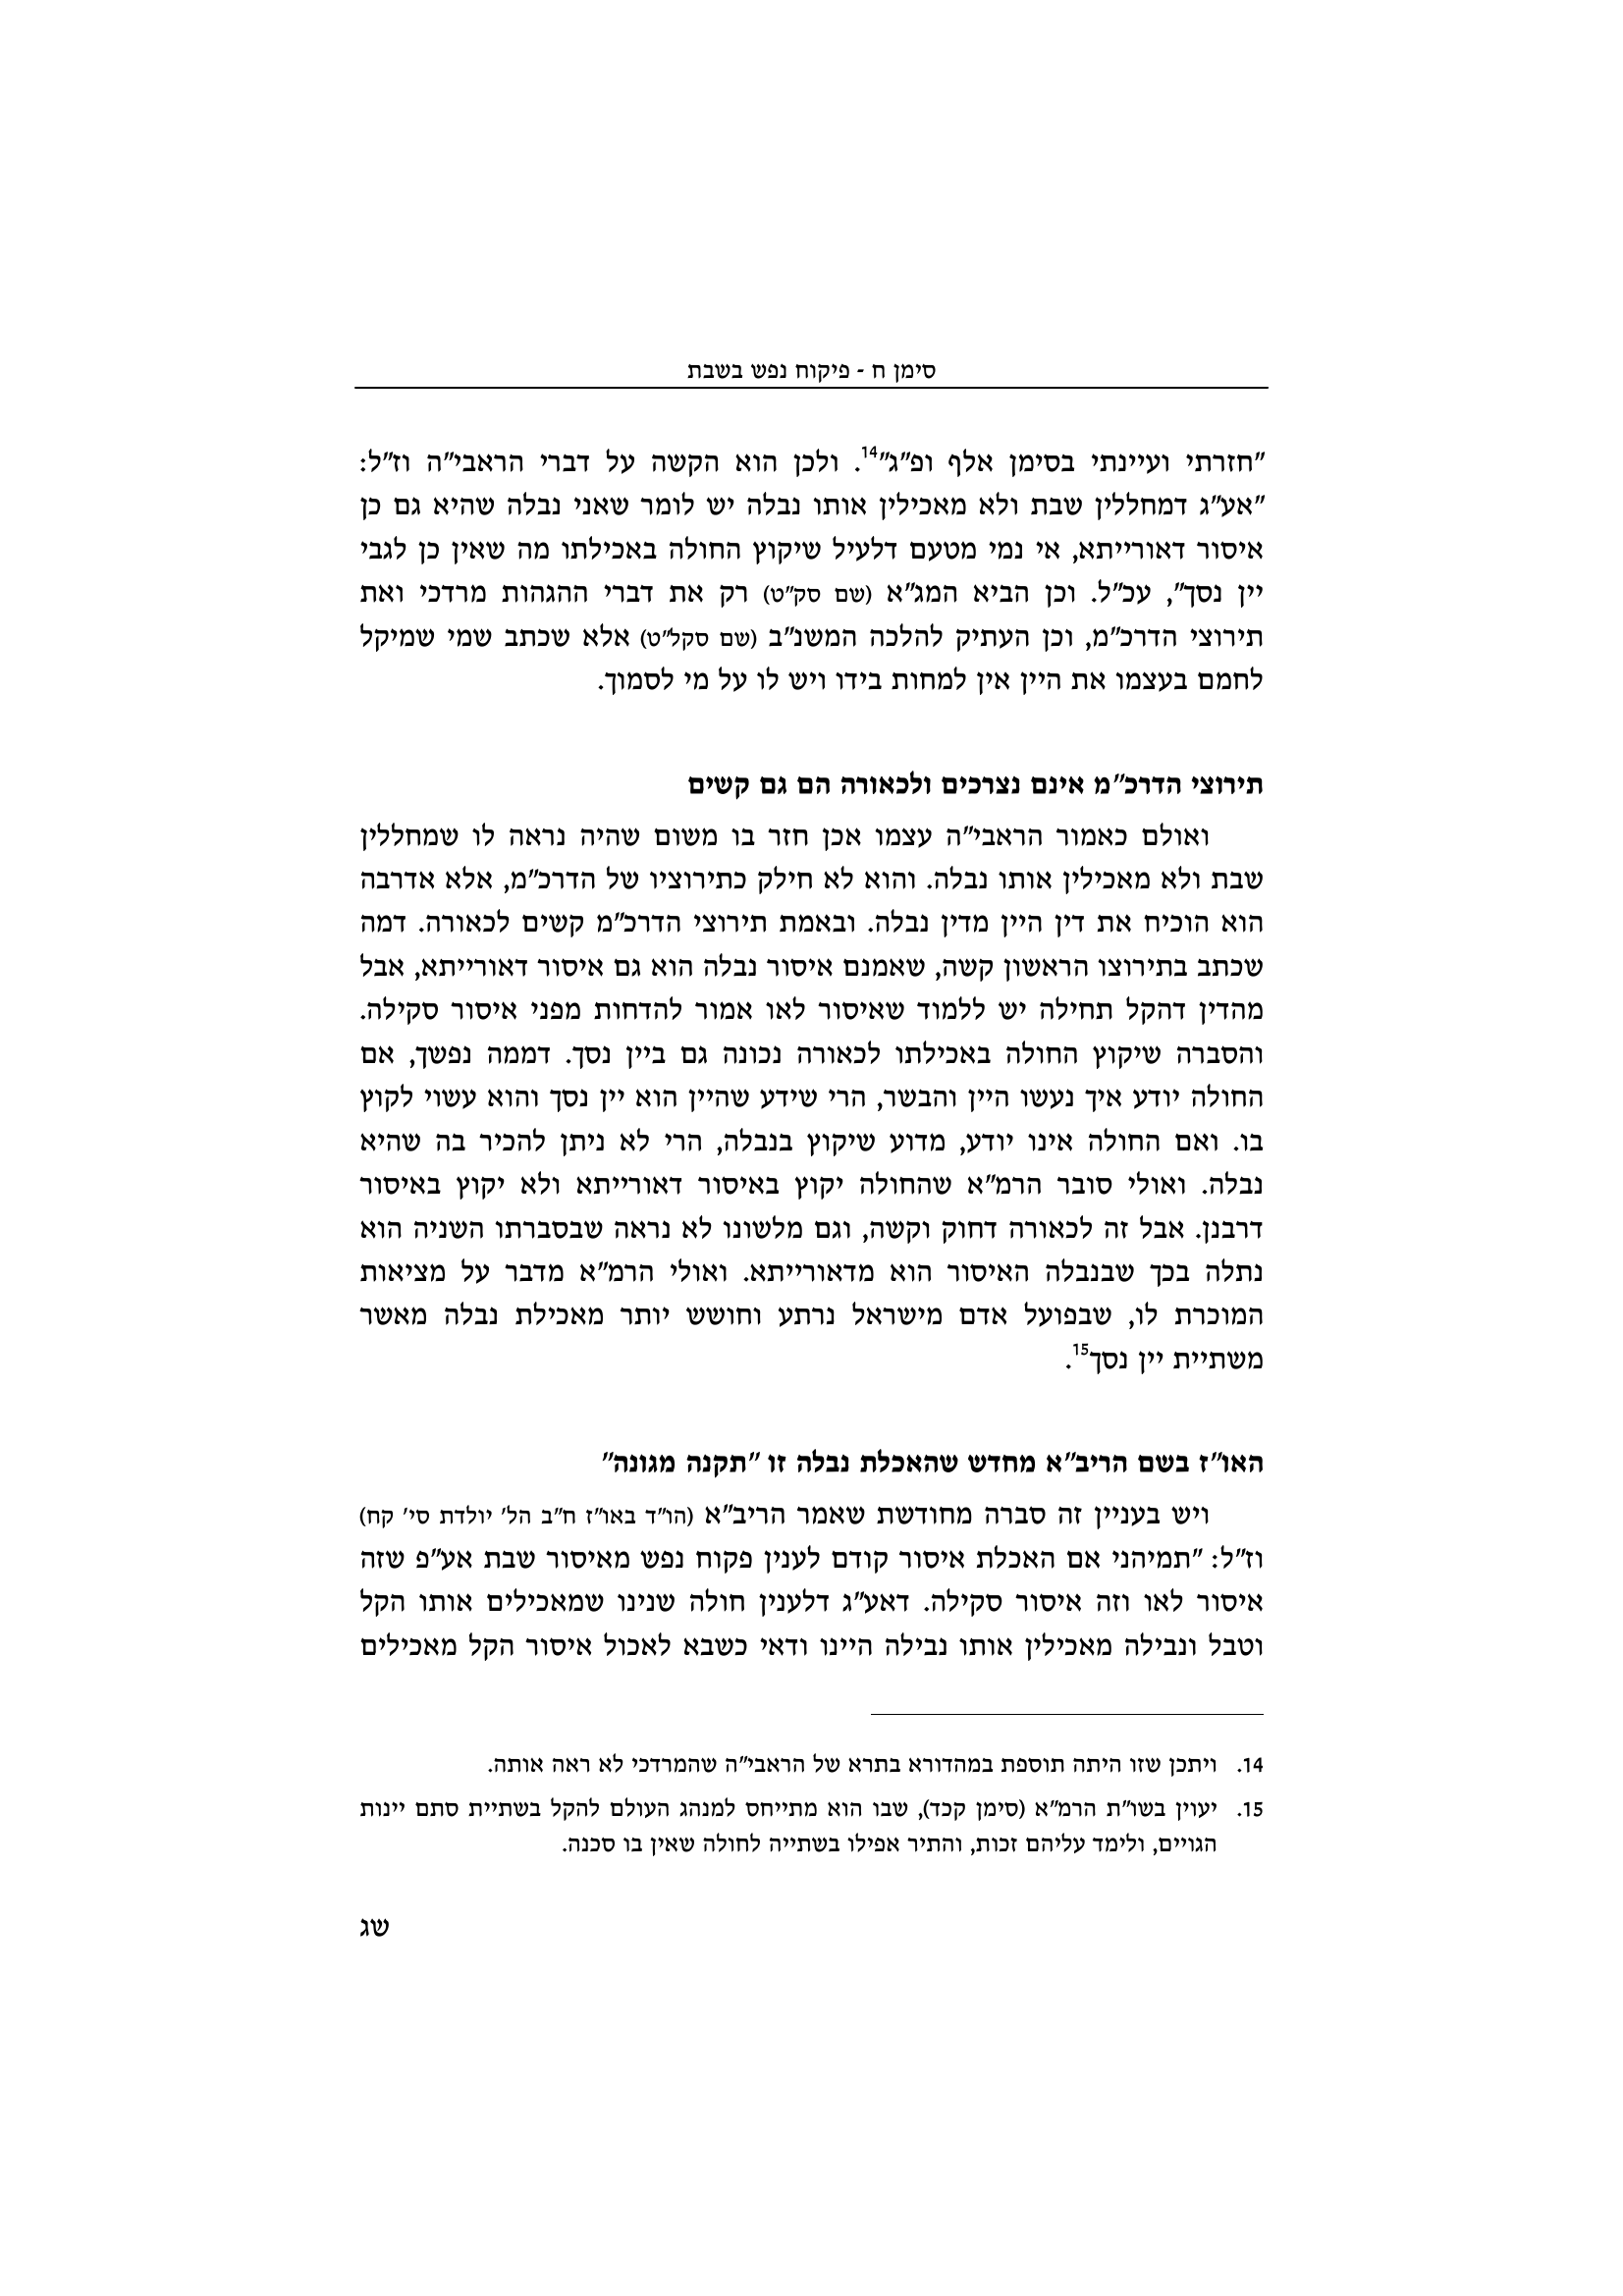 סימן ח - פיקוח נפש בשבת
"חזרתי ועיינתי בסימן אלף ופ"ג"14. ולכן הוא הקשה על דברי הראבי"ה וז"ל:
"אע"ג דמחללין שבת ולא מאכילין אותו נבלה יש לומר שאני נבלה שהיא גם כן
איסור דאורייתא, אי נמי מטעם דלעיל שיקוץ החולה באכילתו מה שאין כן לגבי
יין נסך", עכ"ל. וכן הביא המג"א (שם סק"ט) רק את דברי ההגהות מרדכי ואת
תירוצי הדרכ"מ, וכן העתיק להלכה המשנ"ב (שם סקל"ט) אלא שכתב שמי שמיקל
לחמם בעצמו את היין אין למחות בידו ויש לו על מי לסמוך.
תירוצי הדרכ"מ אינם נצרכים ולכאורה הם גם קשים
ואולם כאמור הראבי"ה עצמו אכן חזר בו משום שהיה נראה לו שמחללין
שבת ולא מאכילין אותו נבלה. והוא לא חילק כתירוציו של הדרכ"מ, אלא אדרבה
הוא הוכיח את דין היין מדין נבלה. ובאמת תירוצי הדרכ"מ קשים לכאורה. דמה
שכתב בתירוצו הראשון קשה, שאמנם איסור נבלה הוא גם איסור דאורייתא, אבל
מהדין דהקל תחילה יש ללמוד שאיסור לאו אמור להדחות מפני איסור סקילה.
והסברה שיקוץ החולה באכילתו לכאורה נכונה גם ביין נסך. דממה נפשך, אם
החולה יודע איך נעשו היין והבשר, הרי שידע שהיין הוא יין נסך והוא עשוי לקוץ
בו. ואם החולה אינו יודע, מדוע שיקוץ בנבלה, הרי לא ניתן להכיר בה שהיא
נבלה. ואולי סובר הרמ"א שהחולה יקוץ באיסור דאורייתא ולא יקוץ באיסור
דרבנן. אבל זה לכאורה דחוק וקשה, וגם מלשונו לא נראה שבסברתו השניה הוא
נתלה בכך שבנבלה האיסור הוא מדאורייתא. ואולי הרמ"א מדבר על מציאות
המוכרת לו, שבפועל אדם מישראל נרתע וחושש יותר מאכילת נבלה מאשר
משתיית יין נסך15.
האו"ז בשם הריב"א מחדש שהאכלת נבלה זו "תקנה מגונה"
ויש בעניין זה סברה מחודשת שאמר הריב"א (הו"ד באו"ז ח"ב הל' יולדת סי' קח)
וז"ל: "תמיהני אם האכלת איסור קודם לענין פקוח נפש מאיסור שבת אע"פ שזה
איסור לאו וזה איסור סקילה. דאע"ג דלענין חולה שנינו שמאכילים אותו הקל
וטבל ונבילה מאכילין אותו נבילה היינו ודאי כשבא לאכול איסור הקל מאכילים
14. ויתכן שזו היתה תוספת במהדורא בתרא של הראבי"ה שהמרדכי לא ראה אותה.
15. יעוין בשו"ת הרמ"א (סימן קכד), שבו הוא מתייחס למנהג העולם להקל בשתיית סתם יינות
הגויים, ולימד עליהם זכות, והתיר אפילו בשתייה לחולה שאין בו סכנה.
שג